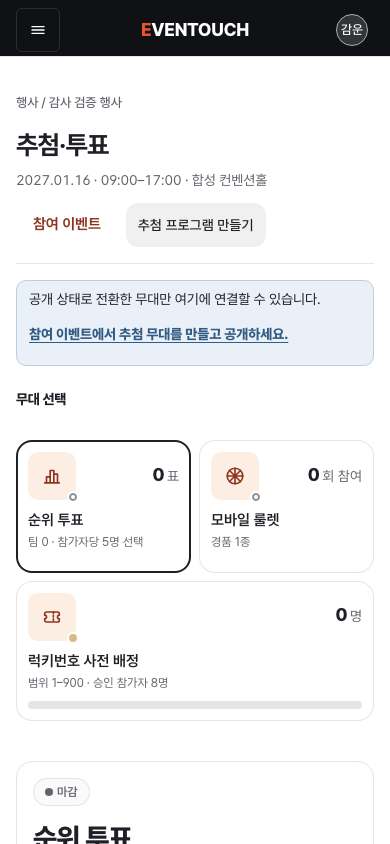 EVENTOUCH
감운
행사 / 감사 검증 행사
추첨·투표
2027.01.16 · 09:00–17:00 · 합성 컨벤션홀
참여 이벤트
추첨 프로그램 만들기
공개 상태로 전환한 무대만 여기에 연결할 수 있습니다.
참여 이벤트에서 추첨 무대를 만들고 공개하세요.
무대 선택
0 표
순위 투표
팀 0 · 참가자당 5명 선택
0 회 참여
모바일 룰렛
경품 1종
0 명
럭키번호 사전 배정
범위 1–900 · 승인 참가자 8명
마감
순위 투표